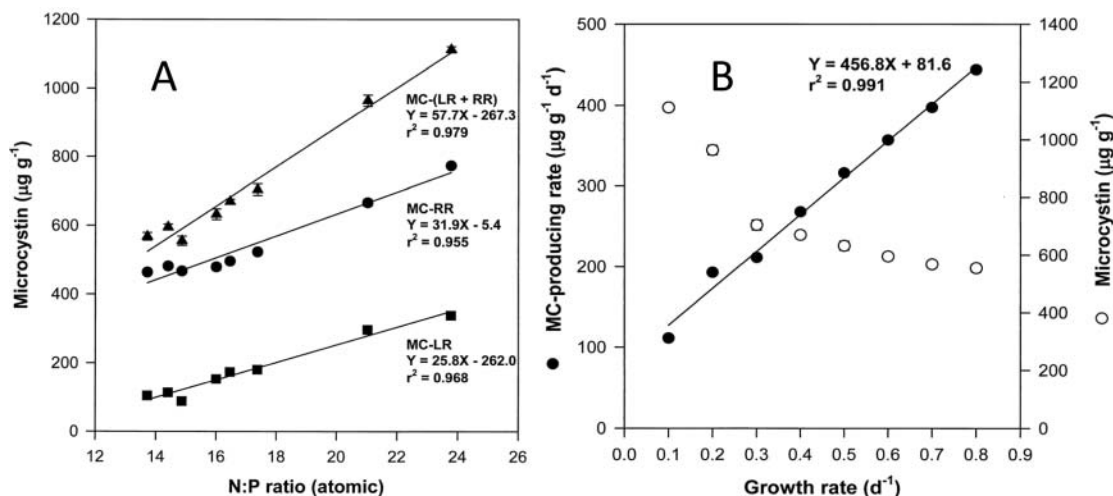 A
Microcystin (µg g⁻¹)
1200
1000
800
600
400
200
0
MC-(LR + RR)
Y = 57.7X - 267.3
r² = 0.979
MC-RR
Y = 31.9X - 5.4
r² = 0.955
MC-LR
Y = 25.8X - 262.0
r² = 0.968
12 14 16 18 20 22 24 26
N:P ratio (atomic)
B
MC-producing rate (µg g⁻¹ d⁻¹)
500
400
300
200
100
0
Y = 456.8X + 81.6
r² = 0.991
1400
1200
1000
800
600
400
200
0
Microcystin (µg g⁻¹)
0.0 0.1 0.2 0.3 0.4 0.5 0.6 0.7 0.8 0.9
Growth rate (d⁻¹)